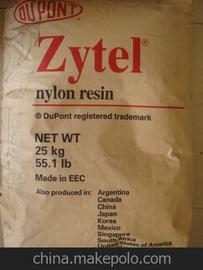 DUPONT
Zytel®
nylon resin
® DuPont registered trademark
NET WT
25 kg
55.1 lb
Made in EEC
Also produced in: Argentina
Canada
China
Japan
Korea
Mexico
Singapore
South Africa
United States of America
china.makepolo.com